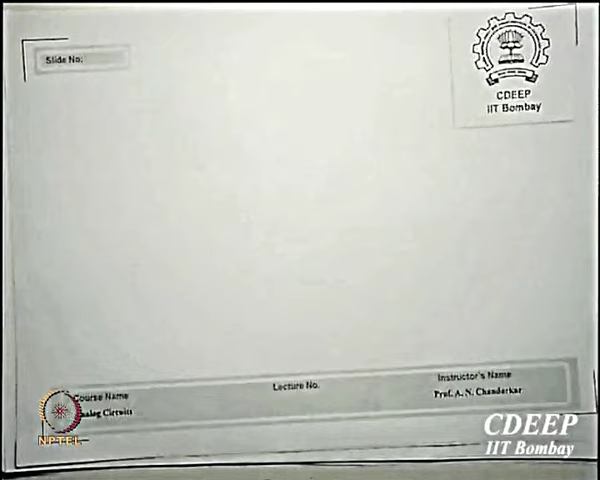 Slide No:
CDEEP
IIT Bombay
Course Name
Lecture No.
Instructor's Name
Analog Circuits
Prof. A. N. Chandorkar
NPTEL
CDEEP
IIT Bombay